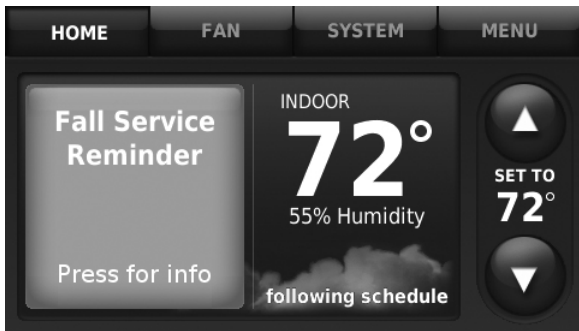 HOME
FAN
SYSTEM
MENU
Fall Service
Reminder
Press for info
INDOOR
72°
55% Humidity
following schedule
SET TO
72°